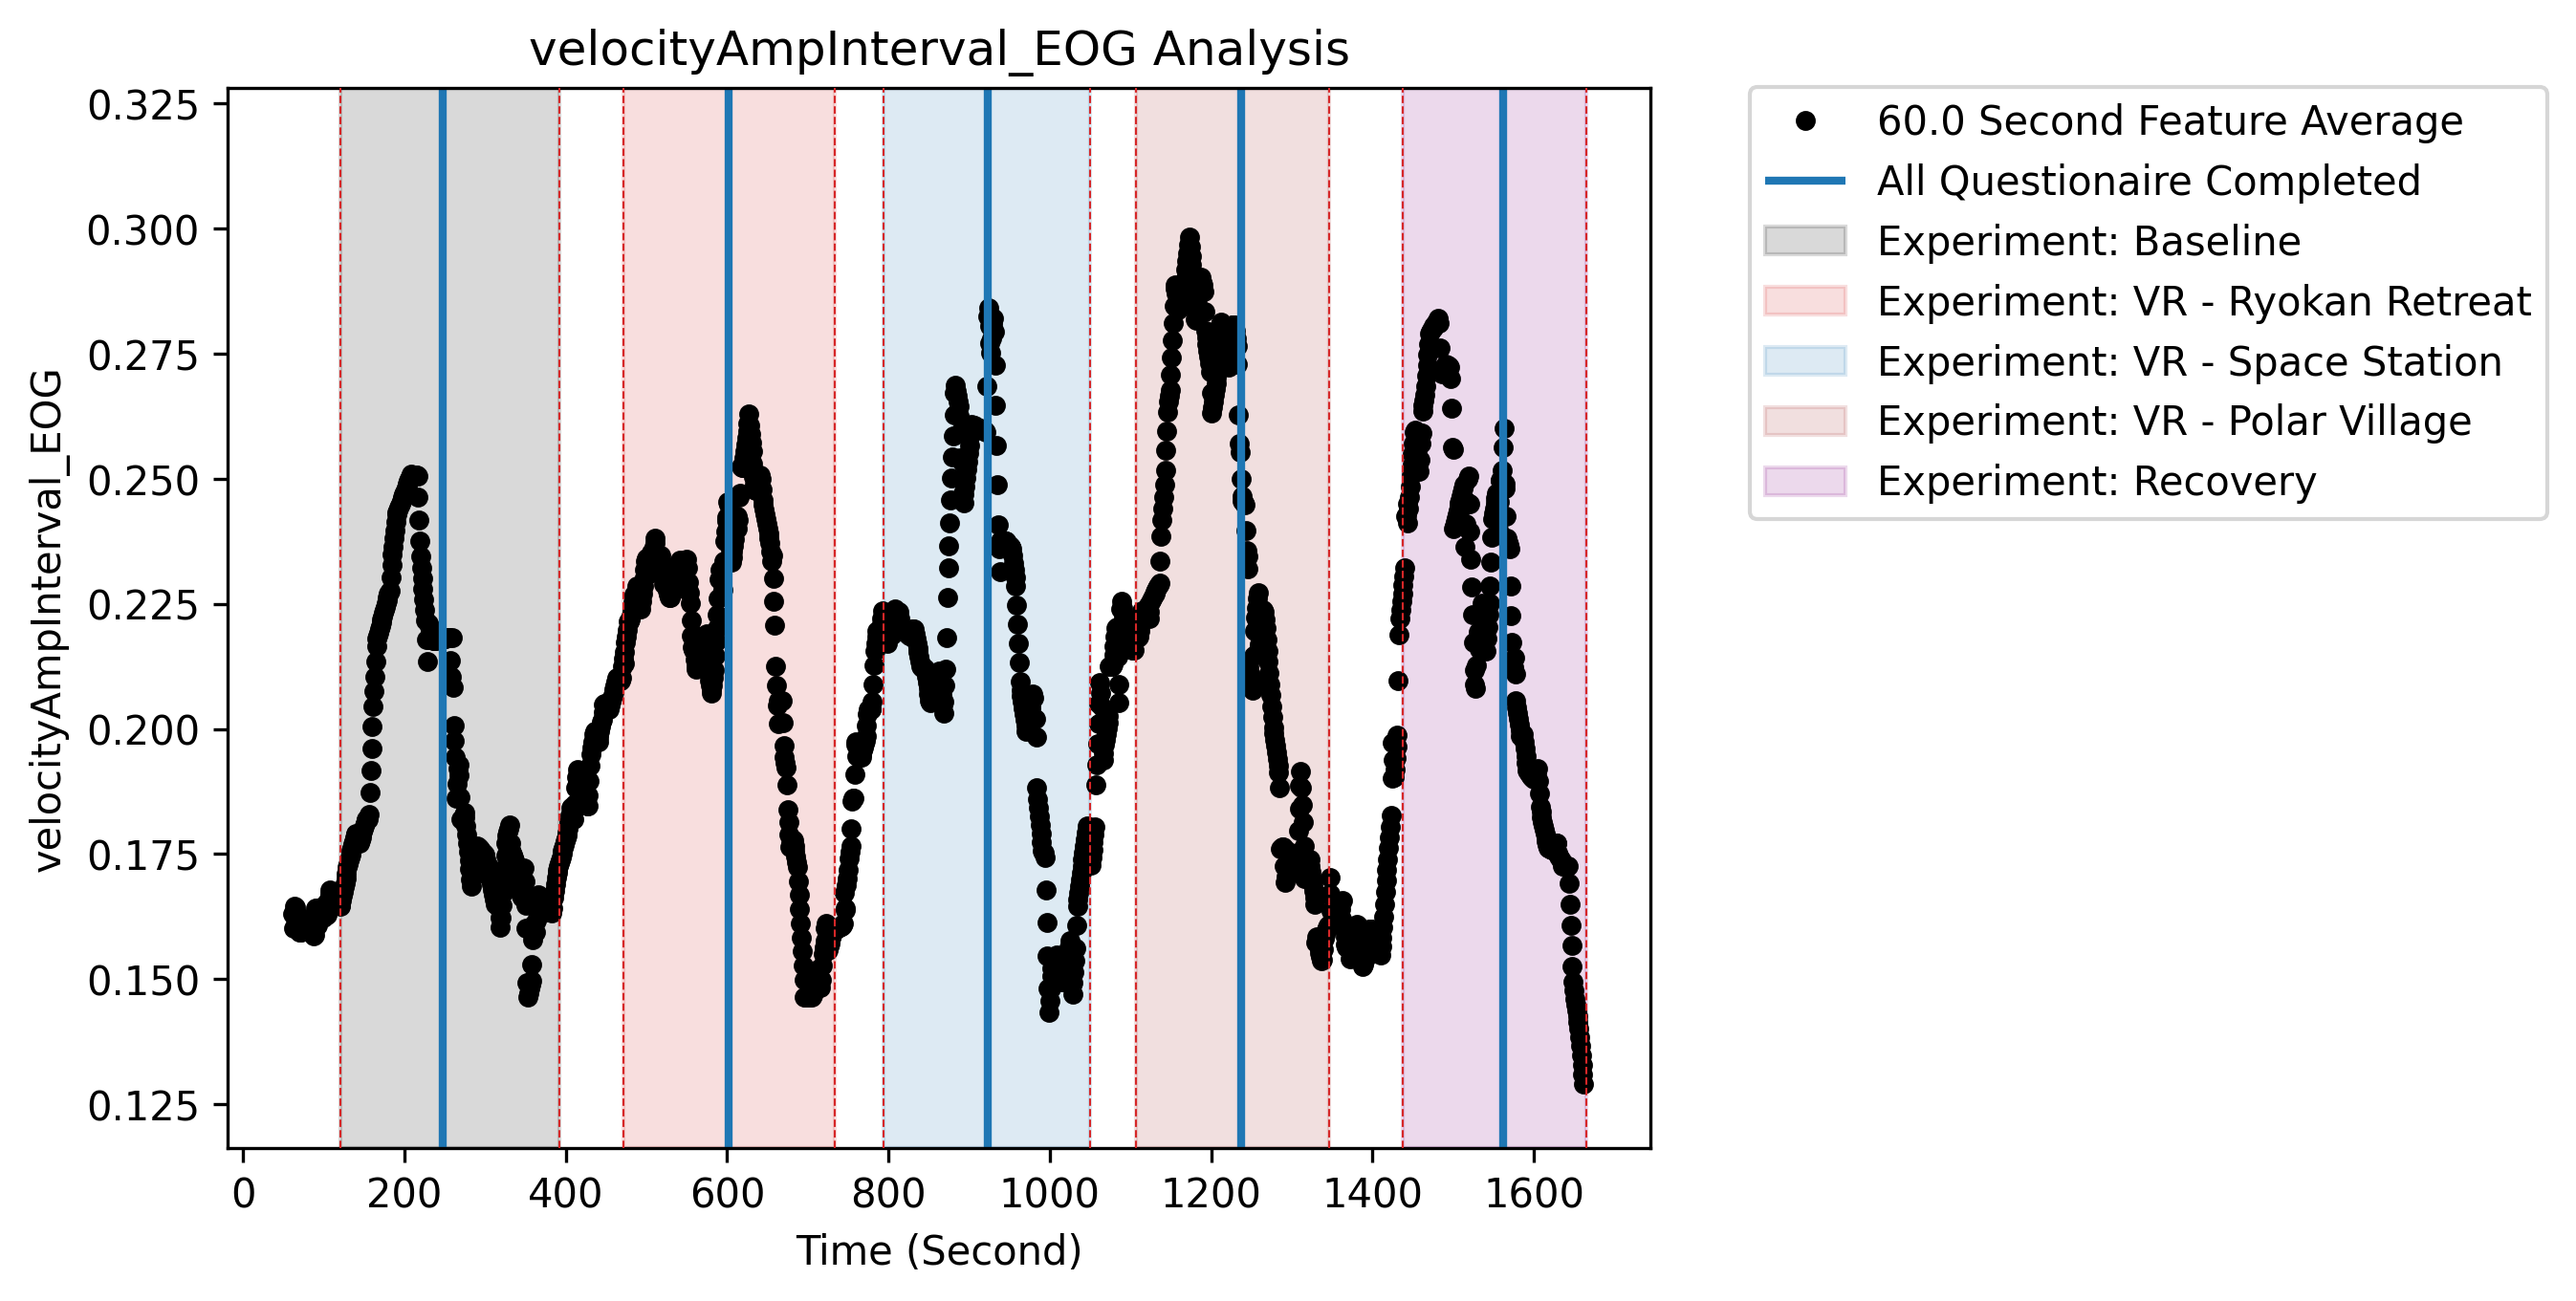 velocityAmpInterval_EOG Analysis
velocityAmpInterval_EOG
0.325
0.300
0.275
0.250
0.225
0.200
0.175
0.150
0.125
0 200 400 600 800 1000 1200 1400 1600
Time (Second)
60.0 Second Feature Average
All Questionaire Completed
Experiment: Baseline
Experiment: VR - Ryokan Retreat
Experiment: VR - Space Station
Experiment: VR - Polar Village
Experiment: Recovery